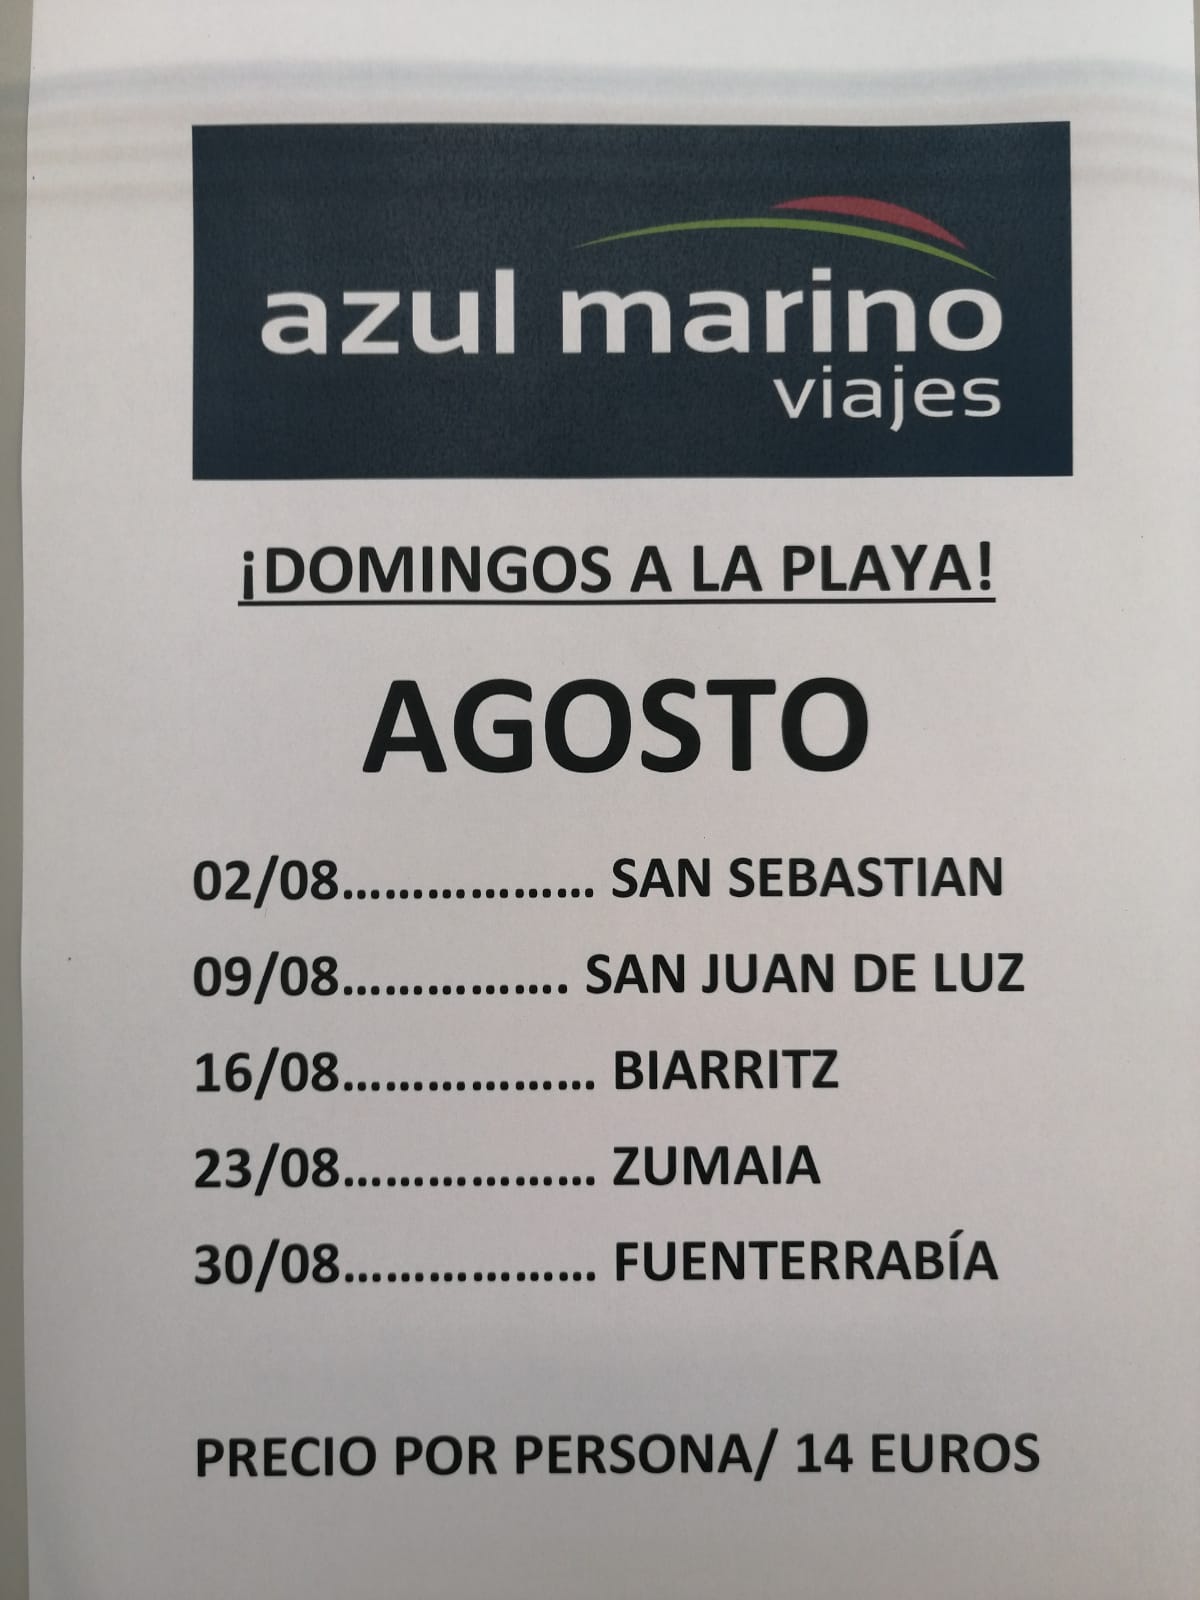 azul marino
viajes
¡DOMINGOS A LA PLAYA!
AGOSTO
02/08.................. SAN SEBASTIAN
09/08................ SAN JUAN DE LUZ
16/08.................. BIARRITZ
23/08.................. ZUMAIA
30/08.................. FUENTERRABÍA
PRECIO POR PERSONA/ 14 EUROS